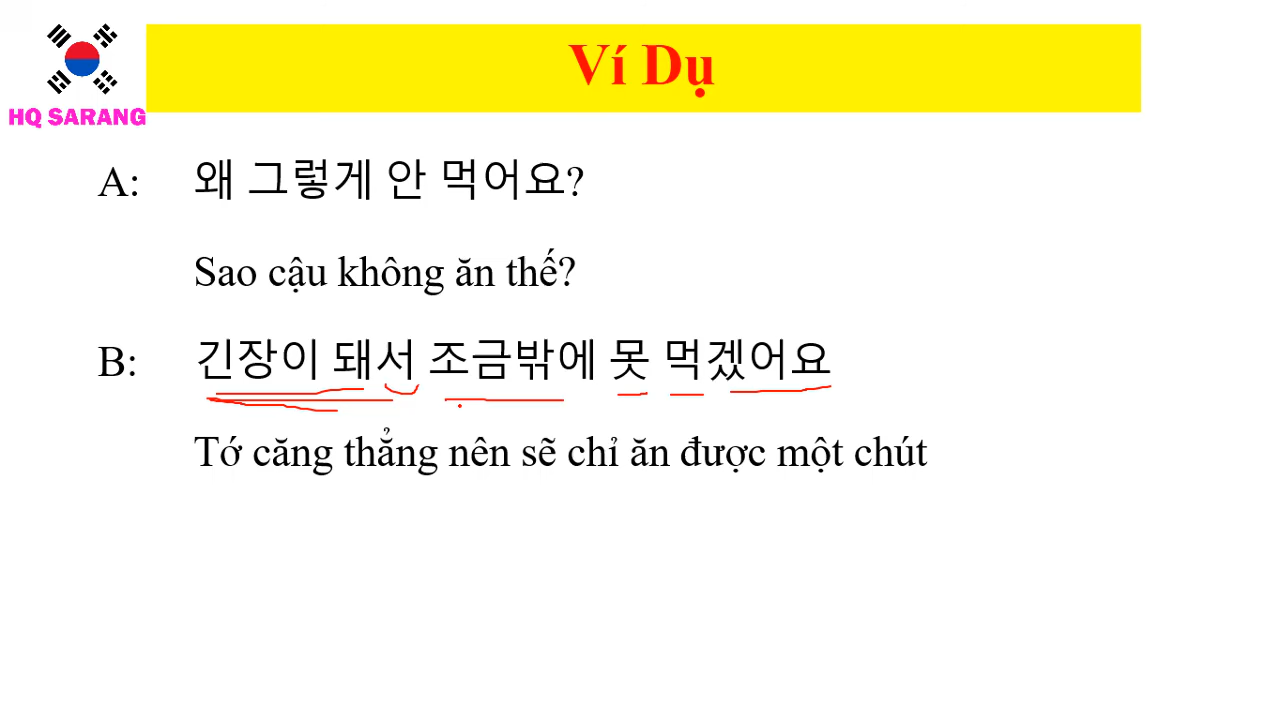 Ví Dụ
HQ SARANG
A: 왜 그렇게 안 먹어요?
Sao cậu không ăn thế?
B: 긴장이 돼서 조금밖에 못 먹겠어요
Tớ căng thẳng nên sẽ chỉ ăn được một chút